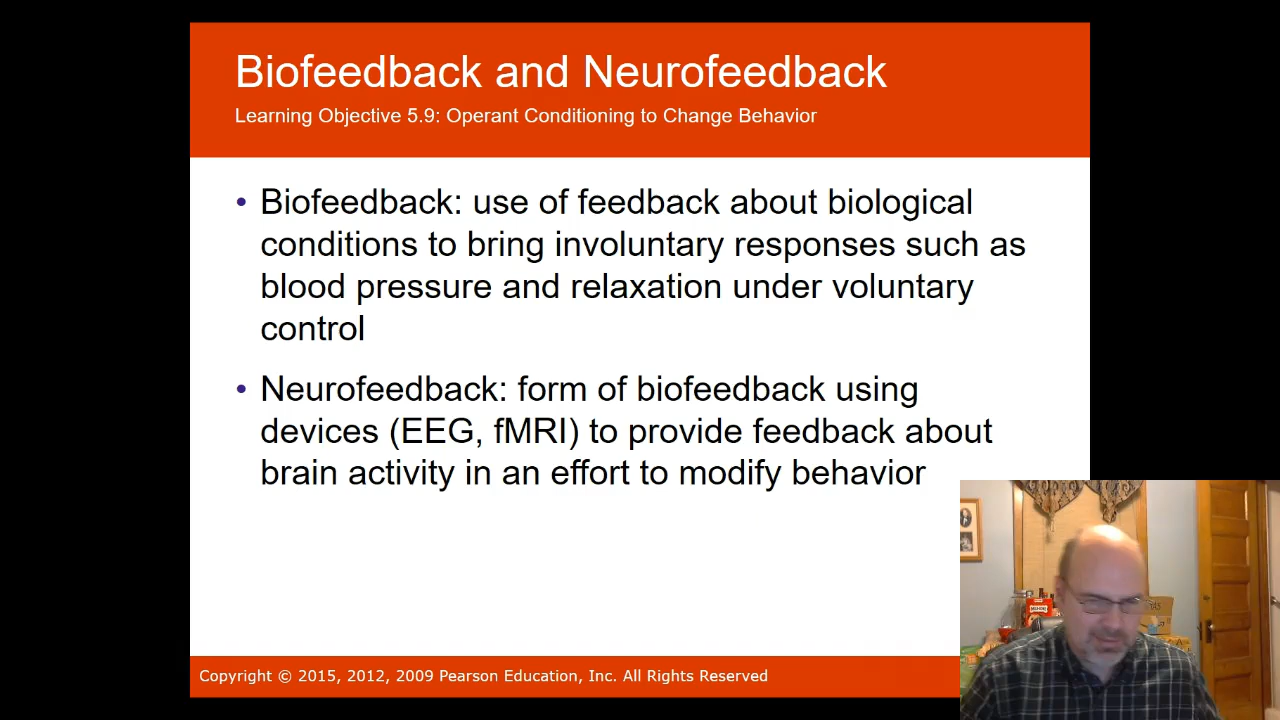 Biofeedback and Neurofeedback
Learning Objective 5.9: Operant Conditioning to Change Behavior
• Biofeedback: use of feedback about biological
conditions to bring involuntary responses such as
blood pressure and relaxation under voluntary
control
• Neurofeedback: form of biofeedback using
devices (EEG, fMRI) to provide feedback about
brain activity in an effort to modify behavior
Copyright © 2015, 2012, 2009 Pearson Education, Inc. All Rights Reserved